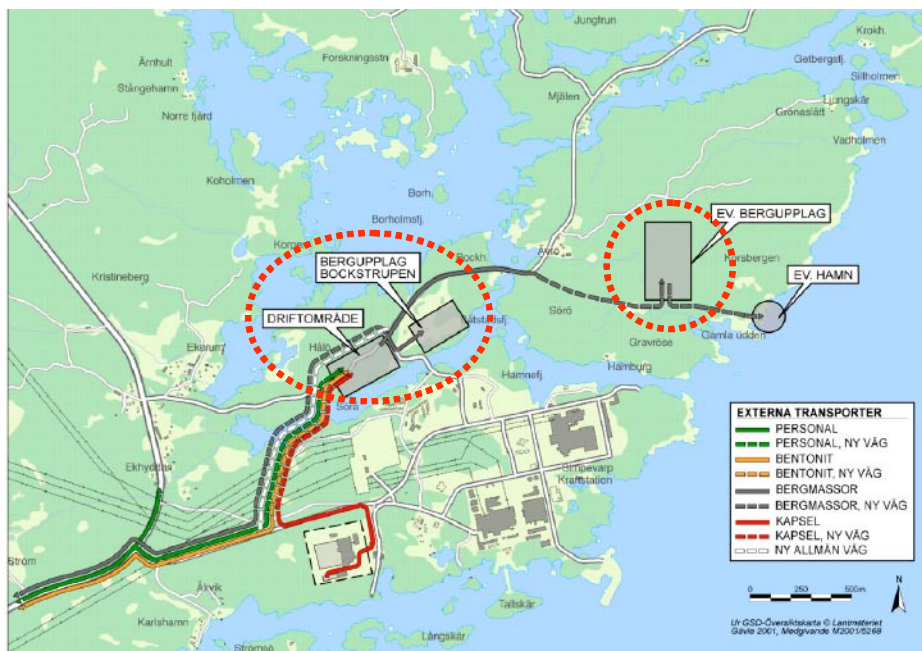 Jungfrun
Krokh.
Ärnhult
Forskningsstn
Getbergsfj.
Stångehamn
Sillholmen
Mjälen
Ljungskär
Norre fjärd
Grönaslätt
Vadholmen
Koholmen
Borh.
Borholmsfj.
EV. BERGUPPLAG
BERGUPPLAG
BOCKSTRUPEN
Kristineberg
EV. HAMN
DRIFTOMRÅDE
Sörö
Hålö
Gravröse
Gamla udden
Ekerum
Hamnefj.
Hamburg
Söra
EXTERNA TRANSPORTER
PERSONAL
PERSONAL, NY VÄG
BENTONIT
BENTONIT, NY VÄG
BERGMASSOR
BERGMASSOR, NY VÄG
KAPSEL
KAPSEL, NY VÄG
NY ALLMÄN VÄG
Ekhyddan
Simpevarp
Kraftstation
Ström
Åkvik
Karlshamn
Tallskär
Långskär
Strömsö
0 250 500m
N
Ur GSD-Översiktskarta © Lantmäteriet
Gävle 2001, Medgivande M2001/5268